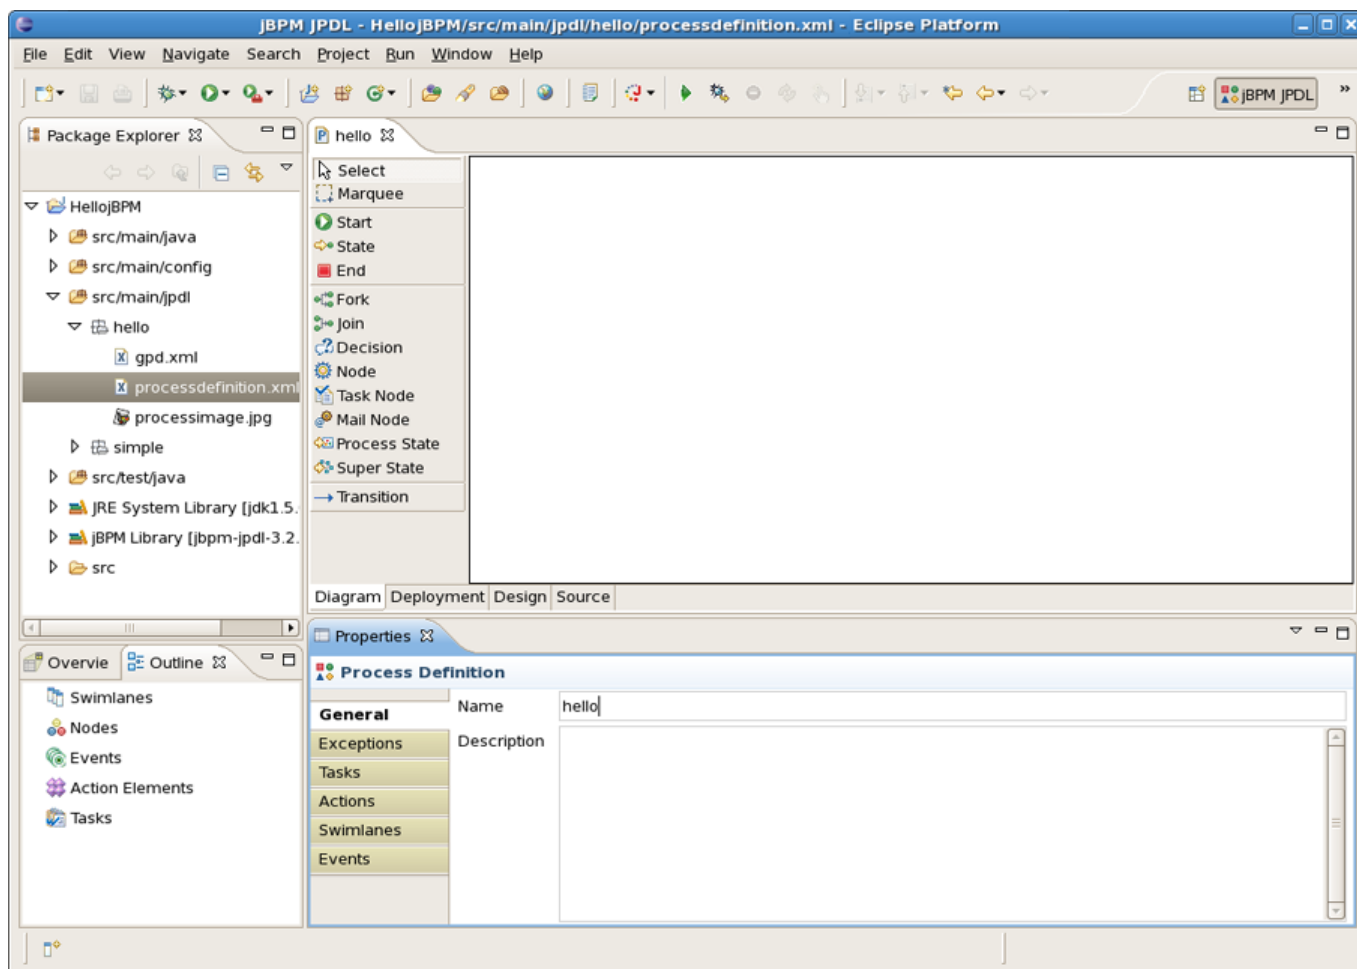 jBPM JPDL - HellojBPM/src/main/jpdl/hello/processdefinition.xml - Eclipse Platform
File Edit View Navigate Search Project Run Window Help
jBPM JPDL »
Package Explorer
HellojBPM
src/main/java
src/main/config
src/main/jpdl
hello
gpd.xml
processdefinition.xml
processimage.jpg
simple
src/test/java
JRE System Library [jdk1.5.
jBPM Library [jbpm-jpdl-3.2.
src
hello
Select
Marquee
Start
State
End
Fork
Join
Decision
Node
Task Node
Mail Node
Process State
Super State
Transition
Diagram Deployment Design Source
Overvie Outline
Swimlanes
Nodes
Events
Action Elements
Tasks
Properties
Process Definition
General
Exceptions
Tasks
Actions
Swimlanes
Events
Name hello
Description